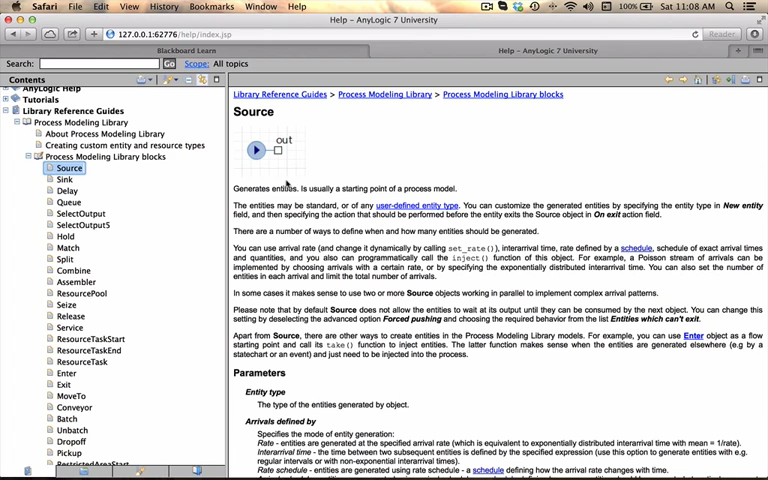 Safari File Edit View History Bookmarks Window Help 100% Sat 11:08 AM
Help – AnyLogic 7 University
127.0.0.1:62776/help/index.jsp Reader
Blackboard Learn Help – AnyLogic 7 University
Search: GO Scope: All topics
Contents
AnyLogic Help
Tutorials
Library Reference Guides
Process Modeling Library
About Process Modeling Library
Creating custom entity and resource types
Process Modeling Library blocks
Source
Sink
Delay
Queue
SelectOutput
SelectOutput5
Hold
Match
Split
Combine
Assembler
ResourcePool
Seize
Release
Service
ResourceTaskStart
ResourceTaskEnd
ResourceTask
Enter
Exit
MoveTo
Conveyor
Batch
Unbatch
Dropoff
Pickup
RestrictedAreaStart
Library Reference Guides > Process Modeling Library > Process Modeling Library blocks
Source
out
Generates entities. Is usually a starting point of a process model.
The entities may be standard, or of any user-defined entity type. You can customize the generated entities by specifying the entity type in New entity
field, and then specifying the action that should be performed before the entity exits the Source object in On exit action field.
There are a number of ways to define when and how many entities should be generated.
You can use arrival rate (and change it dynamically by calling set_rate()), interarrival time, rate defined by a schedule, schedule of exact arrival times
and quantities, and you also can programmatically call the inject() function of this object. For example, a Poisson stream of arrivals can be
implemented by choosing arrivals with a certain rate, or by specifying the exponentially distributed interarrival time. You can also set the number of
entities in each arrival and limit the total number of arrivals.
In some cases it makes sense to use two or more Source objects working in parallel to implement complex arrival patterns.
Please note that by default Source does not allow the entities to wait at its output until they can be consumed by the next object. You can change this
setting by deselecting the advanced option Forced pushing and choosing the required behavior from the list Entities which can't exit.
Apart from Source, there are other ways to create entities in the Process Modeling Library models. For example, you can use Enter object as a flow
starting point and call its take() function to inject entities. The latter function makes sense when the entities are generated elsewhere (e.g by a
statechart or an event) and just need to be injected into the process.
Parameters
Entity type
The type of the entities generated by object.
Arrivals defined by
Specifies the mode of entity generation:
Rate - entities are generated at the specified arrival rate (which is equivalent to exponentially distributed interarrival time with mean = 1/rate).
Interarrival time - the time between two subsequent entities is defined by the specified expression (use this option to generate entities with e.g.
regular intervals or with non-exponential interarrival times).
Rate schedule - entities are generated using rate schedule - a schedule defining how the arrival rate changes with time.